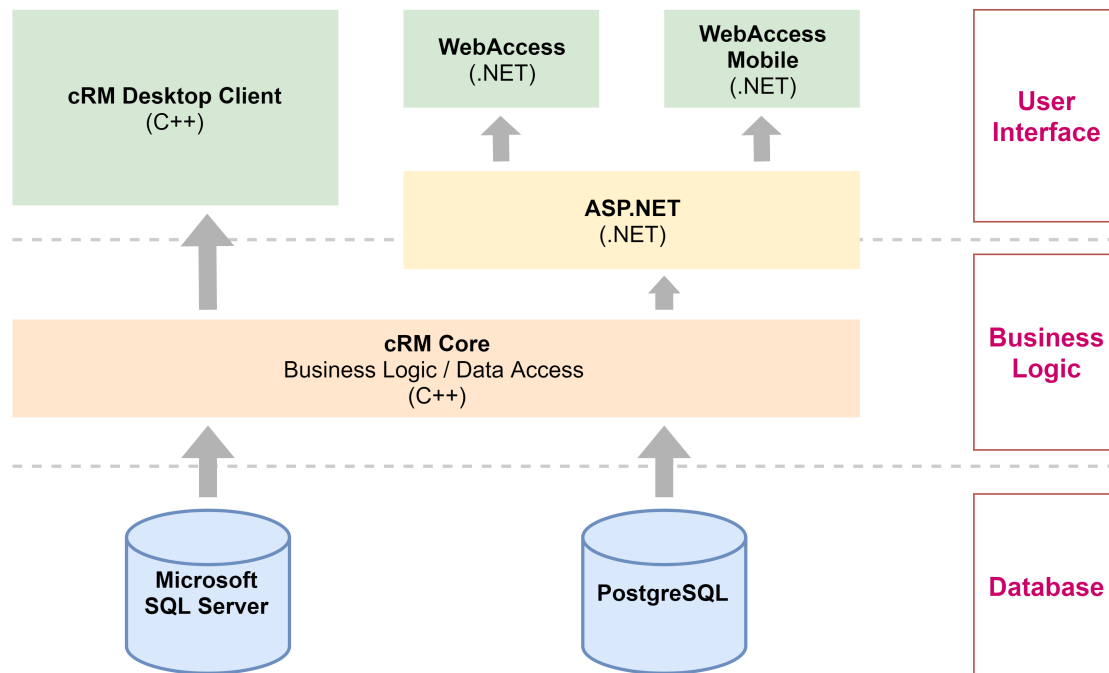 cRM Desktop Client
(C++)
WebAccess
(.NET)
WebAccess
Mobile
(.NET)
User
Interface
ASP.NET
(.NET)
cRM Core
Business Logic / Data Access
(C++)
Business
Logic
Microsoft
SQL Server
PostgreSQL
Database